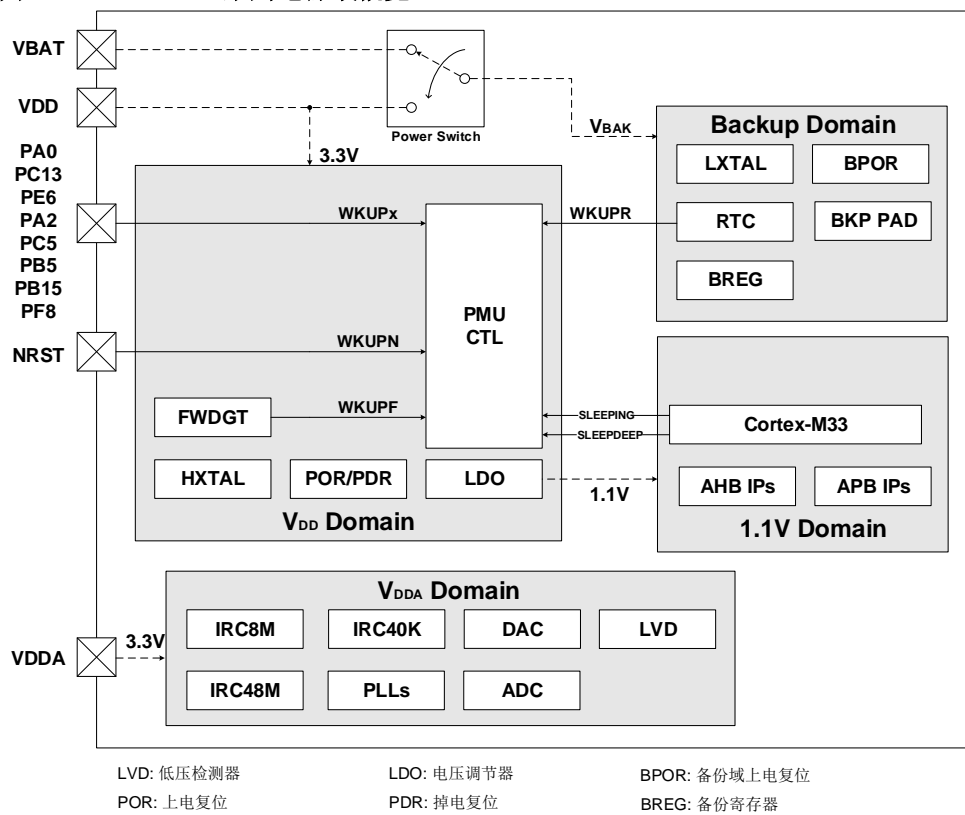 VBAT
VDD
Power Switch
3.3V
VBAK
PA0
PC13
PE6
PA2
PC5
PB5
PB15
PF8
NRST
WKUPx
WKUPN
FWDGT
WKUPF
PMU
CTL
HXTAL
POR/PDR
LDO
VDD Domain
Backup Domain
LXTAL
BPOR
WKUPR
RTC
BKP PAD
BREG
SLEEPING
SLEEPDEEP
Cortex-M33
1.1V
AHB IPs
APB IPs
1.1V Domain
VDDA
3.3V
VDDA Domain
IRC8M
IRC40K
DAC
LVD
IRC48M
PLLs
ADC
LVD: 低压检测器
LDO: 电压调节器
BPOR: 备份域上电复位
POR: 上电复位
PDR: 掉电复位
BREG: 备份寄存器